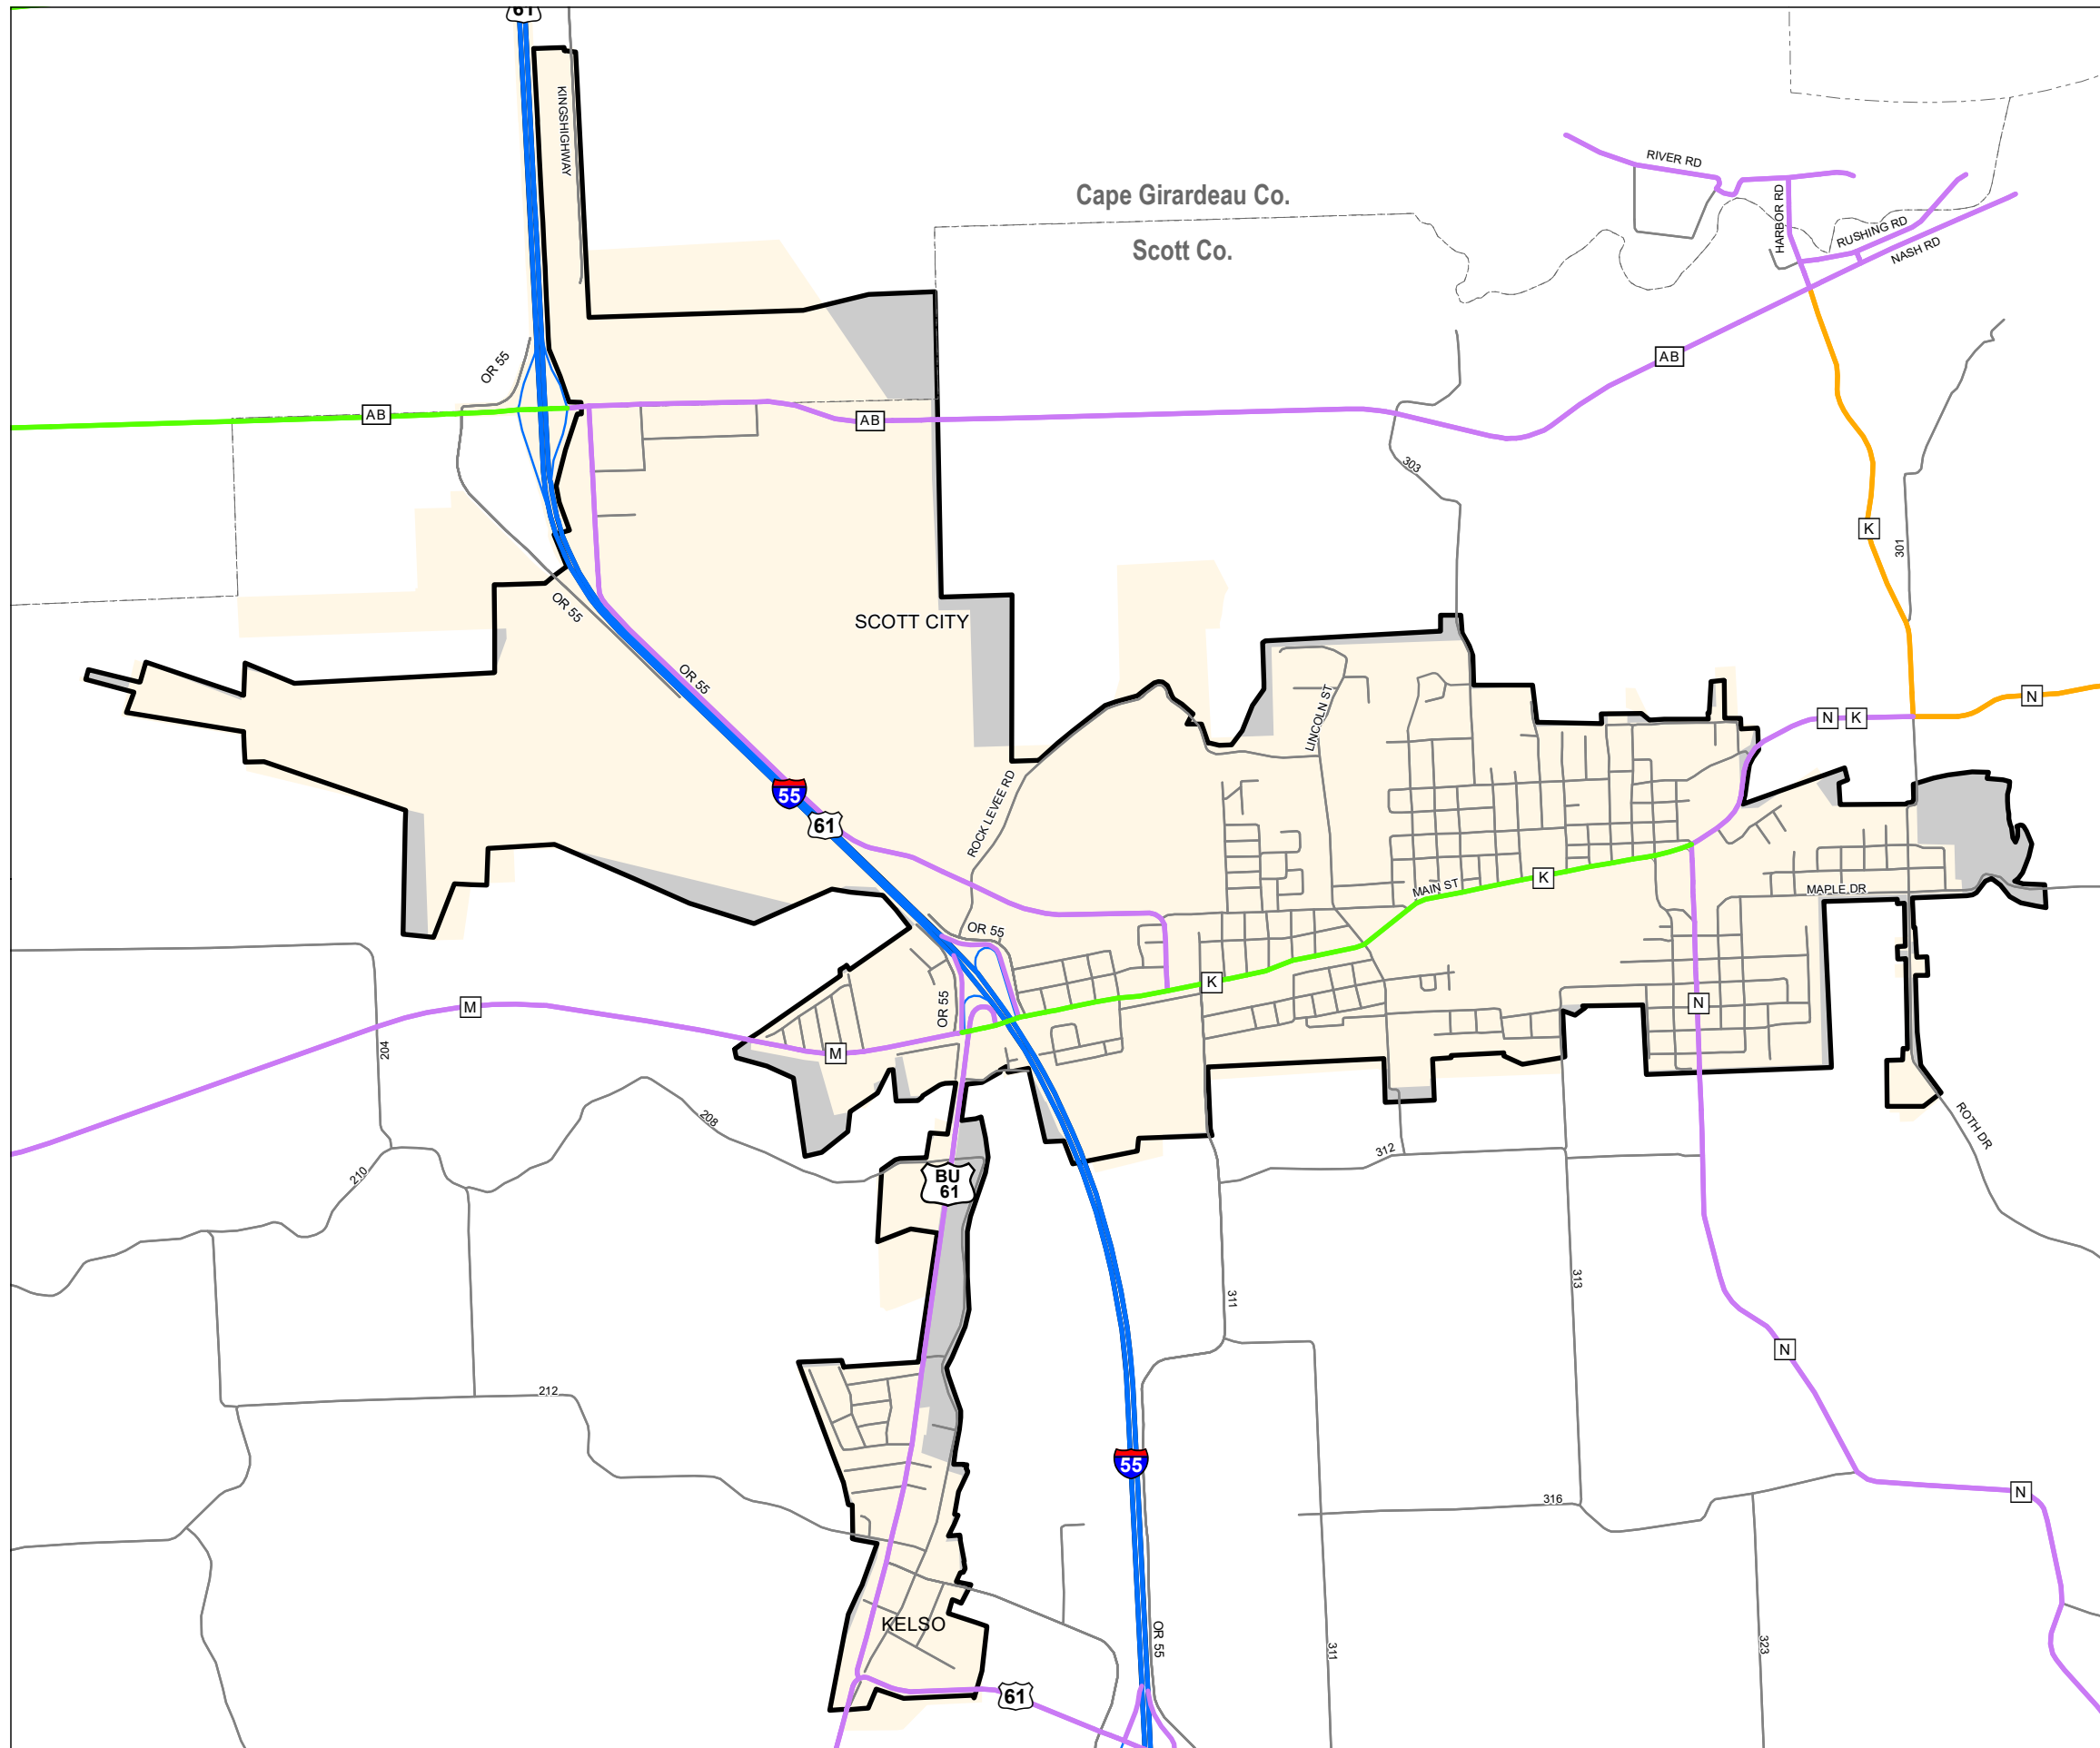 61
KINGSHIGHWAY
RIVER RD
Cape Girardeau Co.
HARBOR RD
RUSHING RD
Scott Co.
NASH RD
OR 55
AB
AB
AB
303
K
301
OR 55
SCOTT CITY
OR 55
N
N K
LINCOLN ST
55
61
ROCK LEVEE RD
K
MAIN ST
MAPLE DR
OR 55
K
M
OR 55
N
M
204
208
ROTH DR
312
210
BU
61
313
311
N
212
55
N
316
KELSO
OR 55
311
323
61